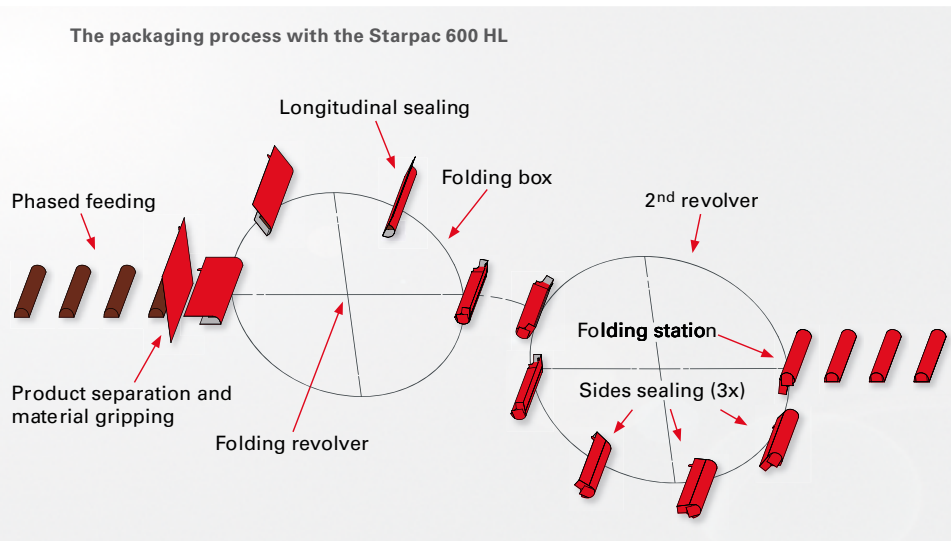 The packaging process with the Starpac 600 HL
Longitudinal sealing
Folding box
Phased feeding
2nd revolver
Folding station
Product separation and
material gripping
Sides sealing (3x)
Folding revolver